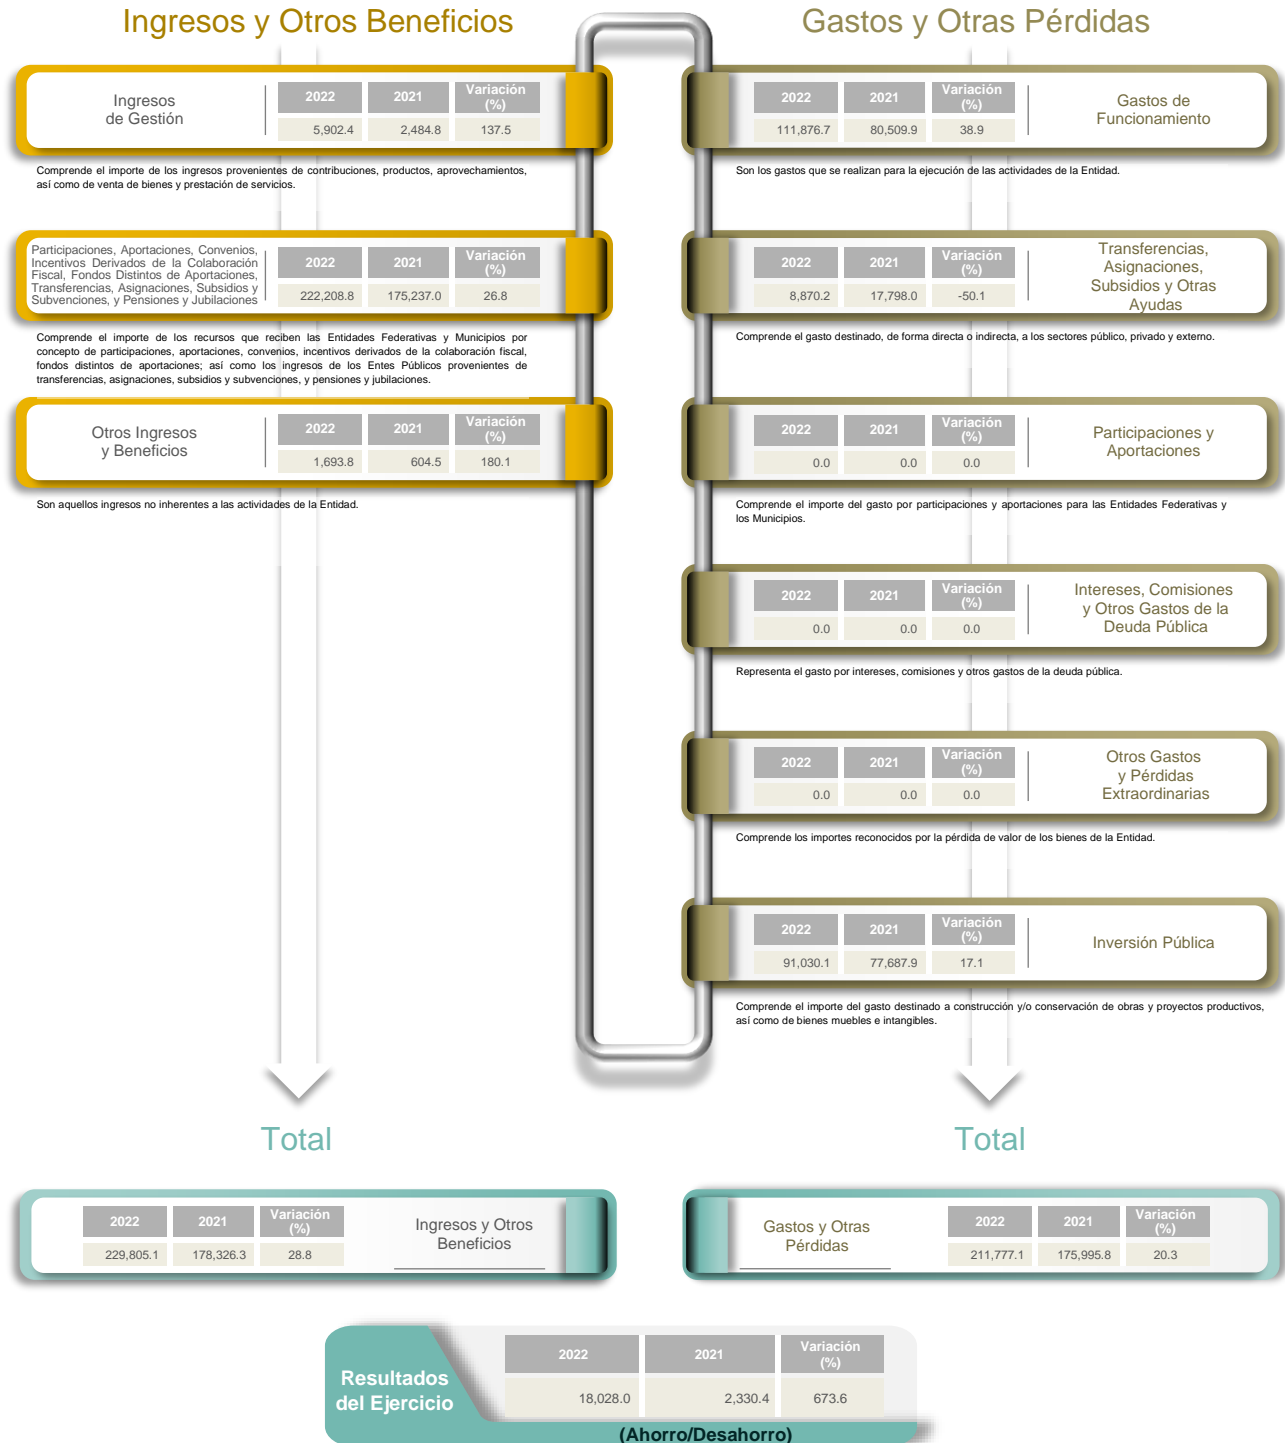 Ingresos y Otros Beneficios
Ingresos
de Gestión
2022 2021 Variación
(%)
5,902.4 2,484.8 137.5
Comprende el importe de los ingresos provenientes de contribuciones, productos, aprovechamientos,
así como de venta de bienes y prestación de servicios.
Participaciones, Aportaciones, Convenios,
Incentivos Derivados de la Colaboración
Fiscal, Fondos Distintos de Aportaciones,
Transferencias, Asignaciones, Subsidios y
Subvenciones, y Pensiones y Jubilaciones
2022 2021 Variación
(%)
222,208.8 175,237.0 26.8
Comprende el importe de los recursos que reciben las Entidades Federativas y Municipios por
concepto de participaciones, aportaciones, convenios, incentivos derivados de la colaboración fiscal,
fondos distintos de aportaciones; así como los ingresos de los Entes Públicos provenientes de
transferencias, asignaciones, subsidios y subvenciones, y pensiones y jubilaciones.
Otros Ingresos
y Beneficios
2022 2021 Variación
(%)
1,693.8 604.5 180.1
Son aquellos ingresos no inherentes a las actividades de la Entidad.
Gastos y Otras Pérdidas
2022 2021 Variación
(%)
111,876.7 80,509.9 38.9
Gastos de
Funcionamiento
Son los gastos que se realizan para la ejecución de las actividades de la Entidad.
2022 2021 Variación
(%)
8,870.2 17,798.0 -50.1
Transferencias,
Asignaciones,
Subsidios y Otras
Ayudas
Comprende el gasto destinado, de forma directa o indirecta, a los sectores público, privado y externo.
2022 2021 Variación
(%)
0.0 0.0 0.0
Participaciones y
Aportaciones
Comprende el importe del gasto por participaciones y aportaciones para las Entidades Federativas y
los Municipios.
2022 2021 Variación
(%)
0.0 0.0 0.0
Intereses, Comisiones
y Otros Gastos de la
Deuda Pública
Representa el gasto por intereses, comisiones y otros gastos de la deuda pública.
2022 2021 Variación
(%)
0.0 0.0 0.0
Otros Gastos
y Pérdidas
Extraordinarias
Comprende los importes reconocidos por la pérdida de valor de los bienes de la Entidad.
2022 2021 Variación
(%)
91,030.1 77,687.9 17.1
Inversión Pública
Comprende el importe del gasto destinado a construcción y/o conservación de obras y proyectos productivos,
así como de bienes muebles e intangibles.
Total
2022 2021 Variación
(%)
229,805.1 178,326.3 28.8
Ingresos y Otros
Beneficios
Total
Gastos y Otras
Pérdidas
2022 2021 Variación
(%)
211,777.1 175,995.8 20.3
Resultados
del Ejercicio
2022 2021 Variación
(%)
18,028.0 2,330.4 673.6
(Ahorro/Desahorro)